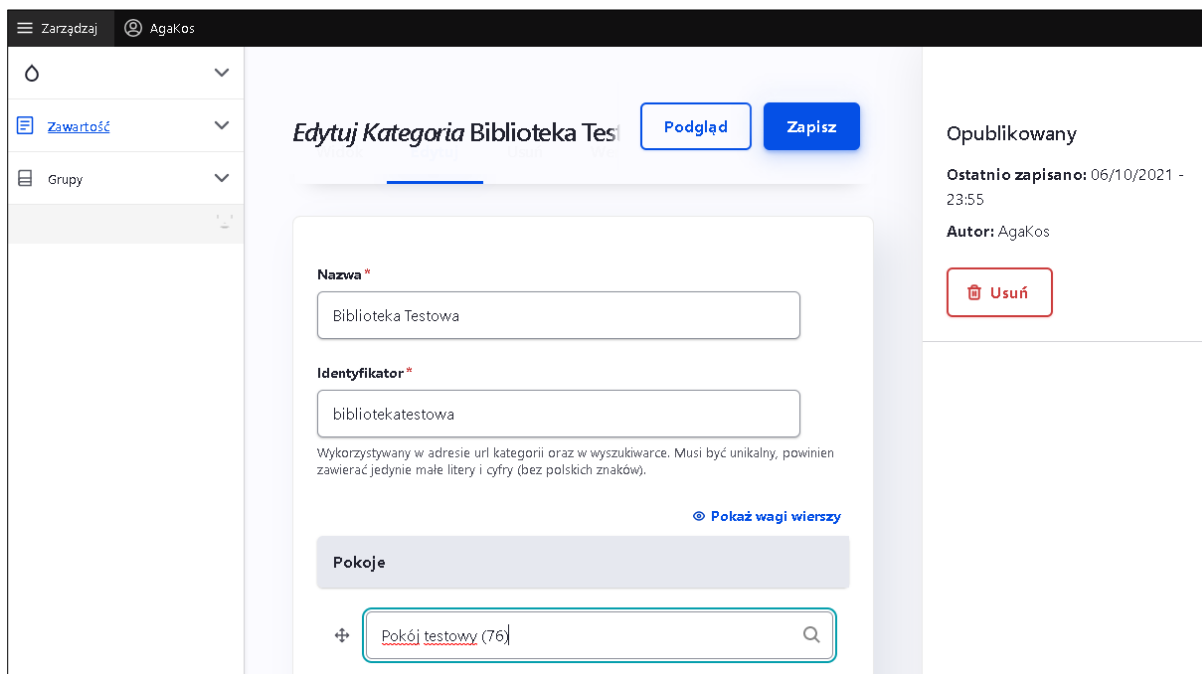 Zarządzaj AgaKos
Zawartość
Grupy
Edytuj Kategoria Biblioteka Tes
Podgląd
Zapisz
Nazwa*
Biblioteka Testowa
Identyfikator*
bibliotekatestowa
Wykorzystywany w adresie url kategorii oraz w wyszukiwarce. Musi być unikalny, powinien
zawierać jedynie małe litery i cyfry (bez polskich znaków).
Pokaż wagi wierszy
Pokoje
Pokój testowy (76)
Opublikowany
Ostatnio zapisano: 06/10/2021 -
23:55
Autor: AgaKos
Usuń